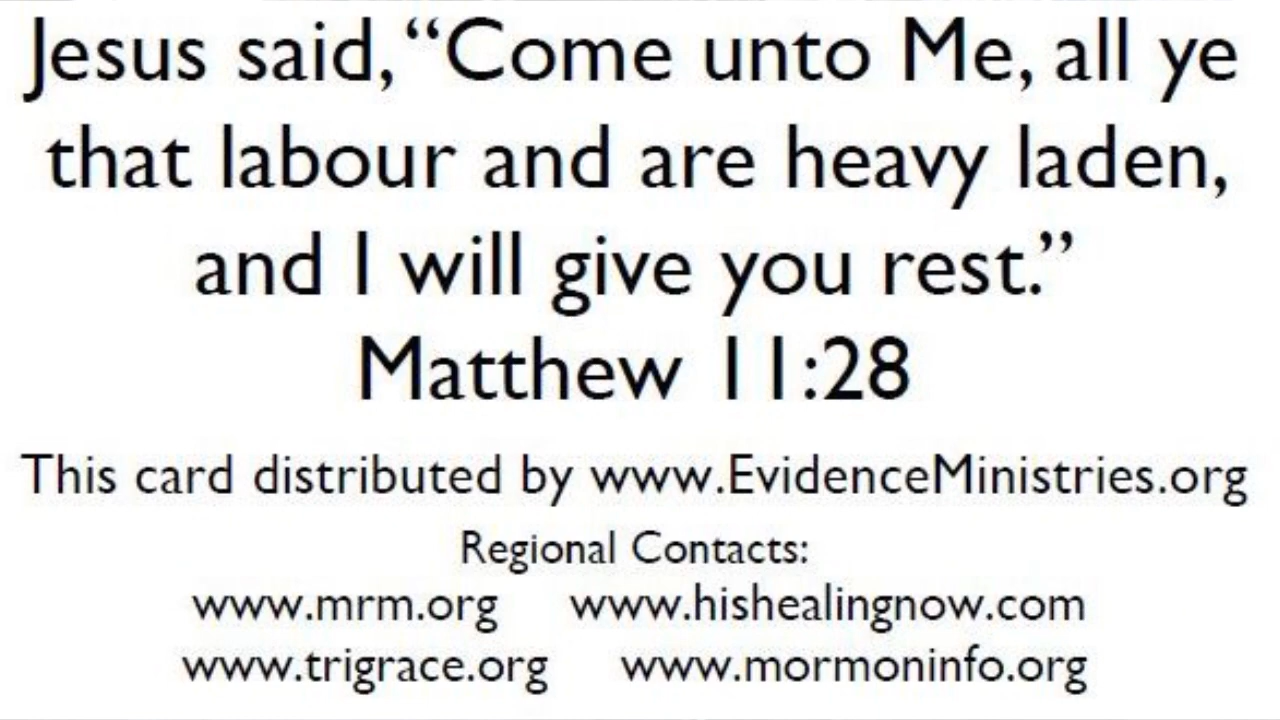 Jesus said, “Come unto Me, all ye
that labour and are heavy laden,
and I will give you rest.”
Matthew 11:28
This card distributed by www.EvidenceMinistries.org
Regional Contacts:
www.mrm.org www.hishealingnow.com
www.trigrace.org www.mormoninfo.org